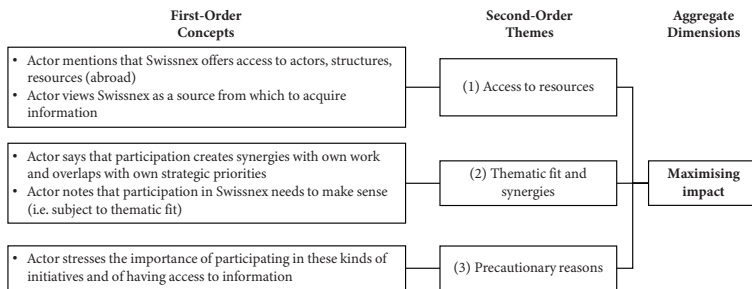 First-Order
Concepts
Second-Order
Themes
Aggregate
Dimensions
• Actor mentions that Swissnex offers access to actors, structures,
resources (abroad)
• Actor views Swissnex as a source from which to acquire
information
(1) Access to resources
• Actor says that participation creates synergies with own work
and overlaps with own strategic priorities
• Actor notes that participation in Swissnex needs to make sense
(i.e. subject to thematic fit)
(2) Thematic fit and
synergies
Maximising
impact
• Actor stresses the importance of participating in these kinds of
initiatives and of having access to information
(3) Precautionary reasons